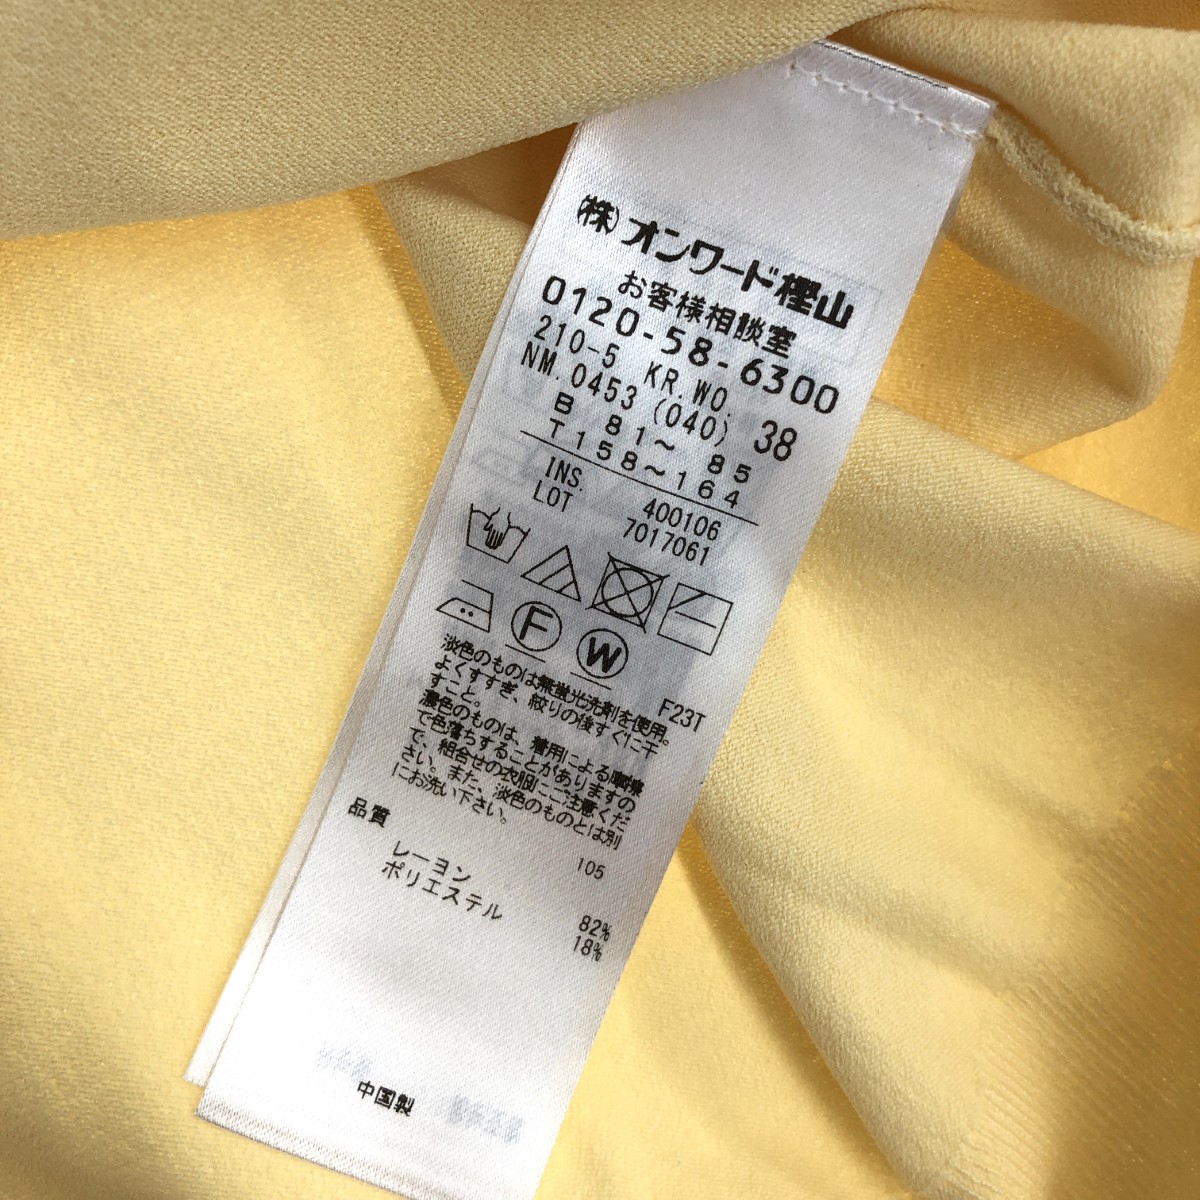 (株)オンワード樫山
お客様相談室
0120-58-6300
210-5 KR.WO.
NM.0453(040) 38
B 81～ 85
T158～164
INS. 400106
LOT 7017061
F
W
F23T
淡色のものは無蛍光洗剤を使用。
よくすすぎ、絞りの後すぐに干
すこと。
濃色のものは、着用による摩擦
で色落ちすることがありますの
で、組合せの衣服にご注意くだ
さい。また、淡色のものとは別
にお洗い下さい。
105
品質
レーヨン 82%
ポリエステル 18%
中国製